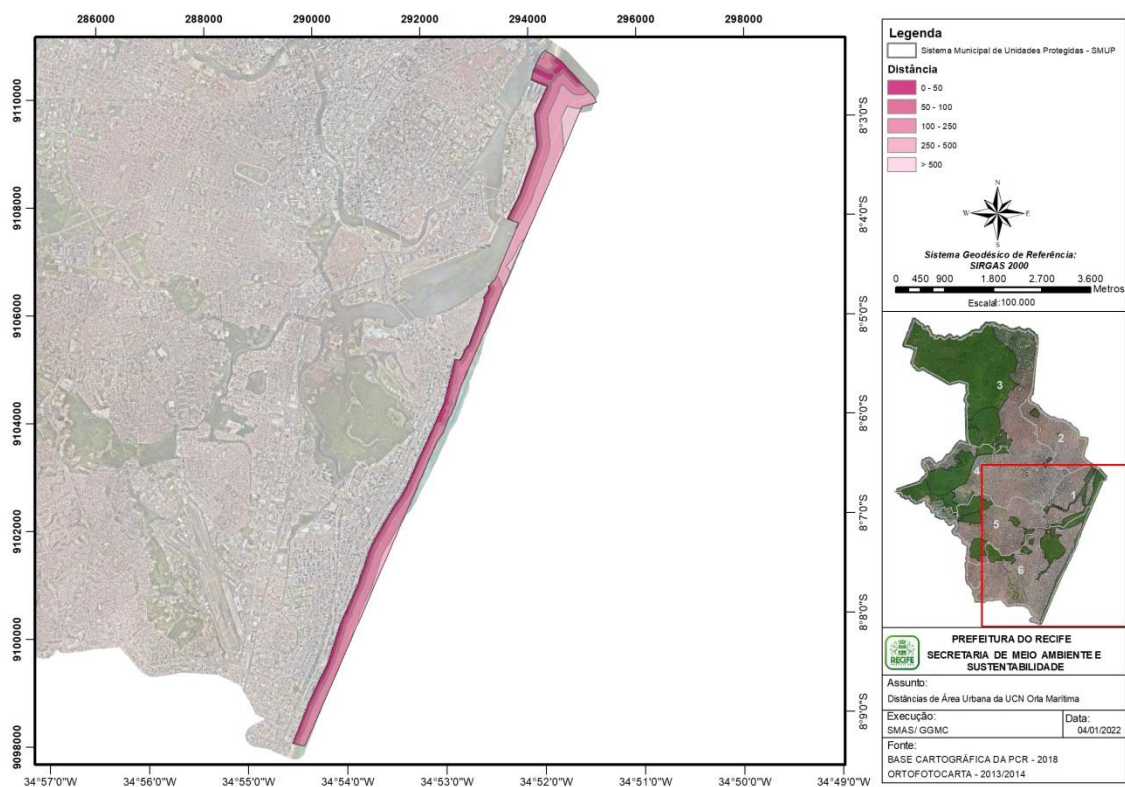 286000 288000 290000 292000 294000 296000 298000
9110000
9108000
9106000
9104000
9102000
9100000
9098000
8°3'0"S
8°4'0"S
8°5'0"S
8°6'0"S
8°7'0"S
8°8'0"S
8°9'0"S
34°57'0"W 34°56'0"W 34°55'0"W 34°54'0"W 34°53'0"W 34°52'0"W 34°51'0"W 34°50'0"W 34°49'0"W
Legenda
Sistema Municipal de Unidades Protegidas - SMUP
Distância
0 - 50
50 - 100
100 - 250
250 - 500
> 500
N
W E
S
Sistema Geodésico de Referência:
SIRGAS 2000
0 450 900 1.800 2.700 3.600
Metros
Escala1:100.000
3
2
4
1
5
6
RECIFE
PREFEITURA DO RECIFE
SECRETARIA DE MEIO AMBIENTE E
SUSTENTABILIDADE
Assunto:
Distâncias de Área Urbana da UCN Orla Marítima
Execução:
SMAS/ GGMC
Data:
04/01/2022
Fonte:
BASE CARTOGRÁFICA DA PCR - 2018
ORTOFOTOCARTA - 2013/2014